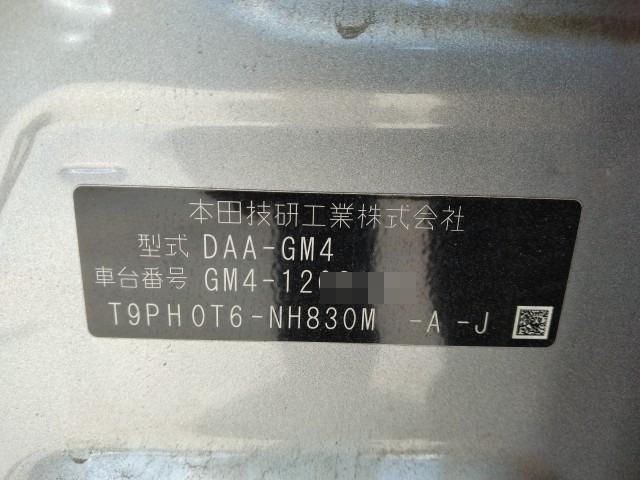 本田技研工業株式会社
型式 DAA-GM4
車台番号 GM4-120
T9PH0T6-NH830M -A -J